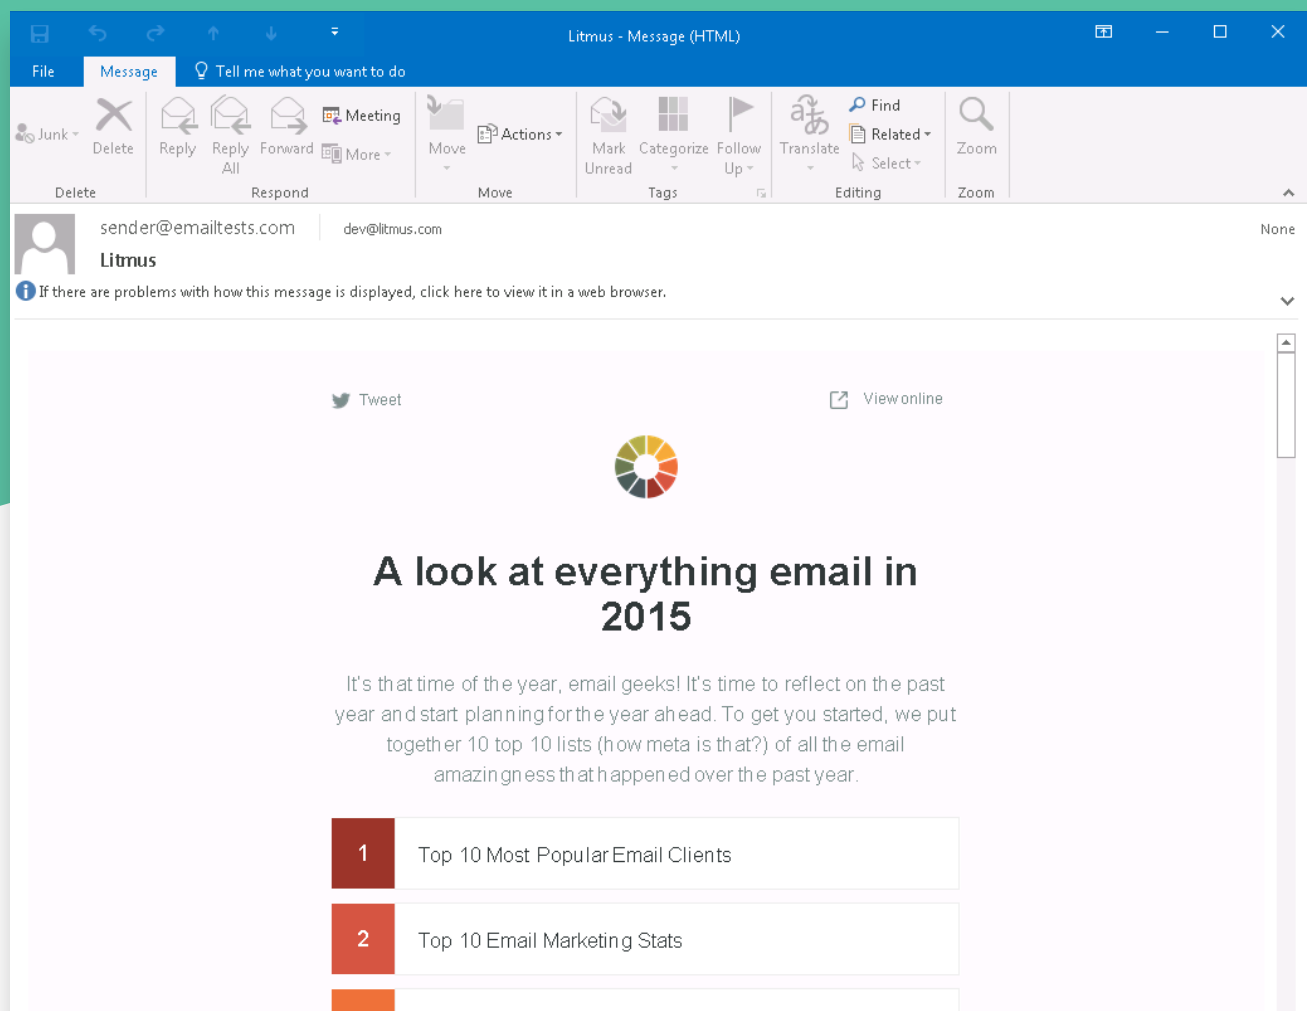 Litmus - Message (HTML)
File
Message
Tell me what you want to do
Junk
Delete
Delete
Reply
Reply All
Forward
Meeting
More
Respond
Move
Actions
Move
Mark Unread
Categorize
Follow Up
Tags
Translate
Find
Related
Select
Editing
Zoom
Zoom
sender@emailtests.com
dev@litmus.com
None
Litmus
If there are problems with how this message is displayed, click here to view it in a web browser.
Tweet
View online
A look at everything email in
2015
It's that time of the year, email geeks! It's time to reflect on the past
year and start planning for the year ahead. To get you started, we put
together 10 top 10 lists (how meta is that?) of all the email
amazingness that happened over the past year.
1
Top 10 Most Popular Email Clients
2
Top 10 Email Marketing Stats